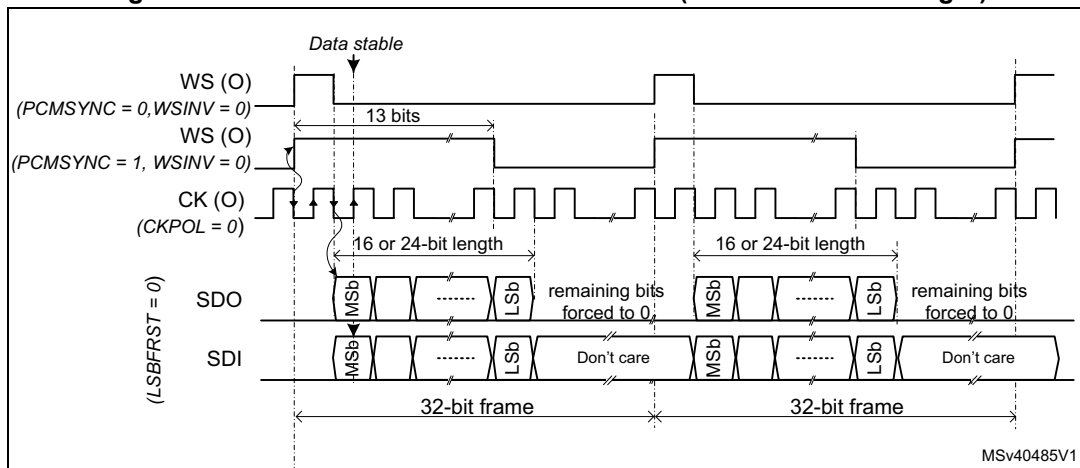 Data stable
WS (O)
(PCMSYNC = 0,WSINV = 0)
13 bits
WS (O)
(PCMSYNC = 1, WSINV = 0)
CK (O)
(CKPOL = 0)
16 or 24-bit length
16 or 24-bit length
(LSBFRST = 0)
SDO
MSb
LSb
remaining bits
forced to 0
MSb
LSb
remaining bits
forced to 0
SDI
MSb
LSb
Don't care
MSb
LSb
Don't care
32-bit frame
32-bit frame
MSv40485V1